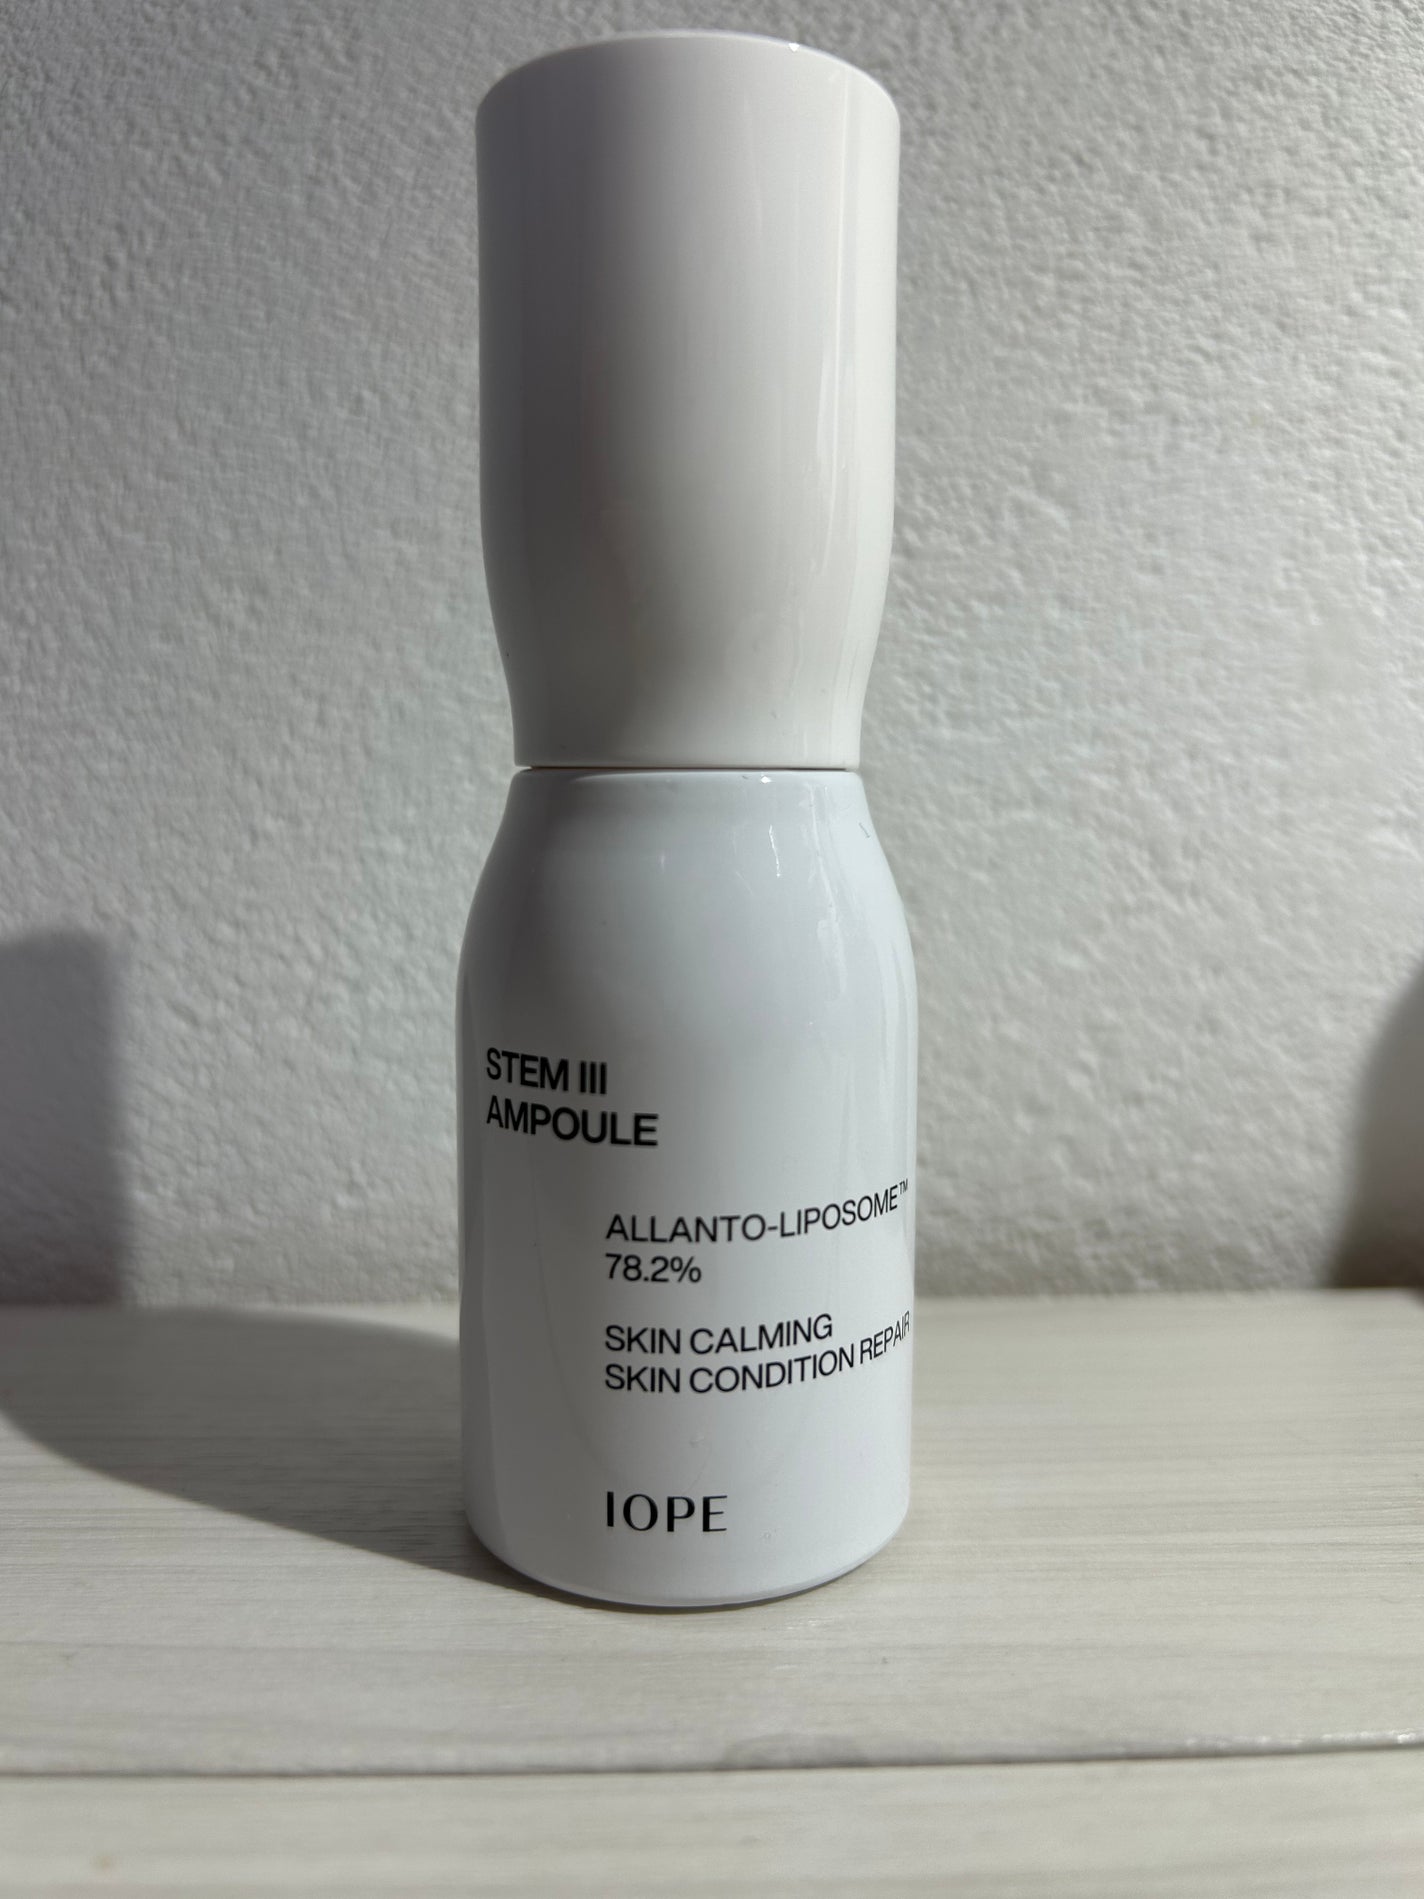 STEM III
AMPOULE
ALLANTO-LIPOSOME™
78.2%
SKIN CALMING
SKIN CONDITION REPAIR
IOPE